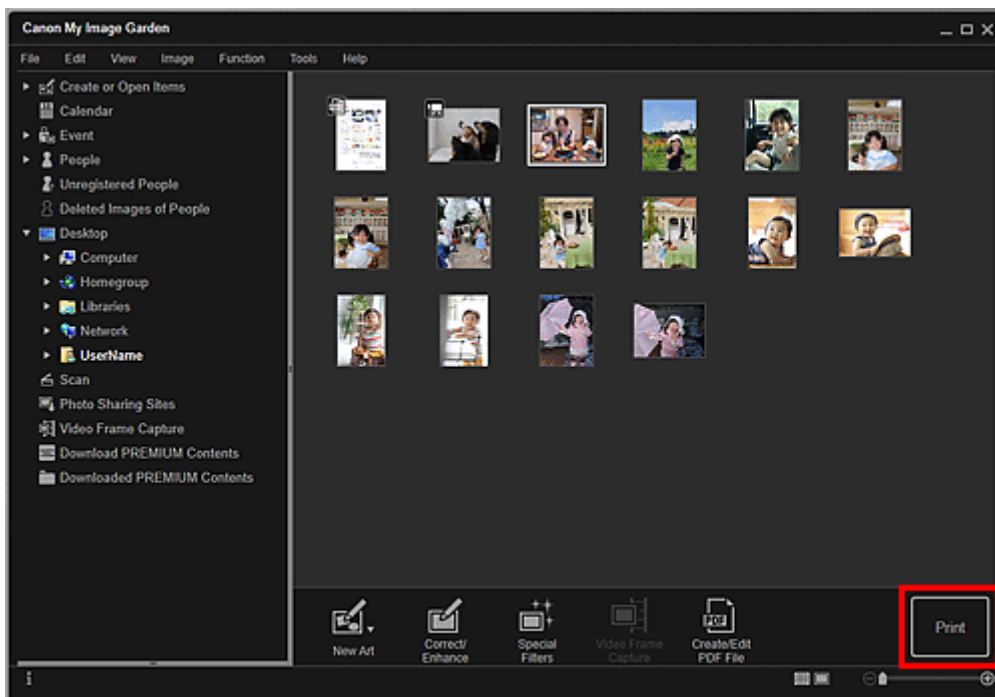 Canon My Image Garden
File Edit View Image Function Tools Help
Create or Open Items
Calendar
Event
People
Unregistered People
Deleted Images of People
Desktop
Computer
Homegroup
Libraries
Network
UserName
Scan
Photo Sharing Sites
Video Frame Capture
Download PREMIUM Contents
Downloaded PREMIUM Contents
New Art
Correct/
Enhance
Special
Filters
Video Frame
Capture
PDF
Create/Edit
PDF File
Print